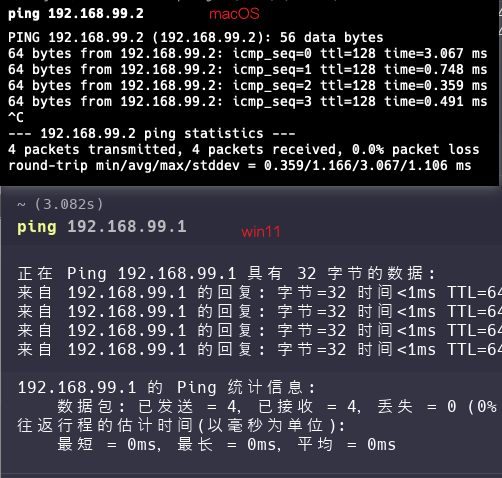 ping 192.168.99.2 macOS
PING 192.168.99.2 (192.168.99.2): 56 data bytes
64 bytes from 192.168.99.2: icmp_seq=0 ttl=128 time=3.067 ms
64 bytes from 192.168.99.2: icmp_seq=1 ttl=128 time=0.748 ms
64 bytes from 192.168.99.2: icmp_seq=2 ttl=128 time=0.359 ms
64 bytes from 192.168.99.2: icmp_seq=3 ttl=128 time=0.491 ms
^C
--- 192.168.99.2 ping statistics ---
4 packets transmitted, 4 packets received, 0.0% packet loss
round-trip min/avg/max/stddev = 0.359/1.166/3.067/1.106 ms
~ (3.082s)
ping 192.168.99.1 win11
正在 Ping 192.168.99.1 具有 32 字节的数据:
来自 192.168.99.1 的回复: 字节=32 时间<1ms TTL=64
来自 192.168.99.1 的回复: 字节=32 时间<1ms TTL=64
来自 192.168.99.1 的回复: 字节=32 时间<1ms TTL=64
来自 192.168.99.1 的回复: 字节=32 时间<1ms TTL=64
192.168.99.1 的 Ping 统计信息:
数据包: 已发送 = 4, 已接收 = 4, 丢失 = 0 (0%
往返行程的估计时间(以毫秒为单位):
最短 = 0ms, 最长 = 0ms, 平均 = 0ms